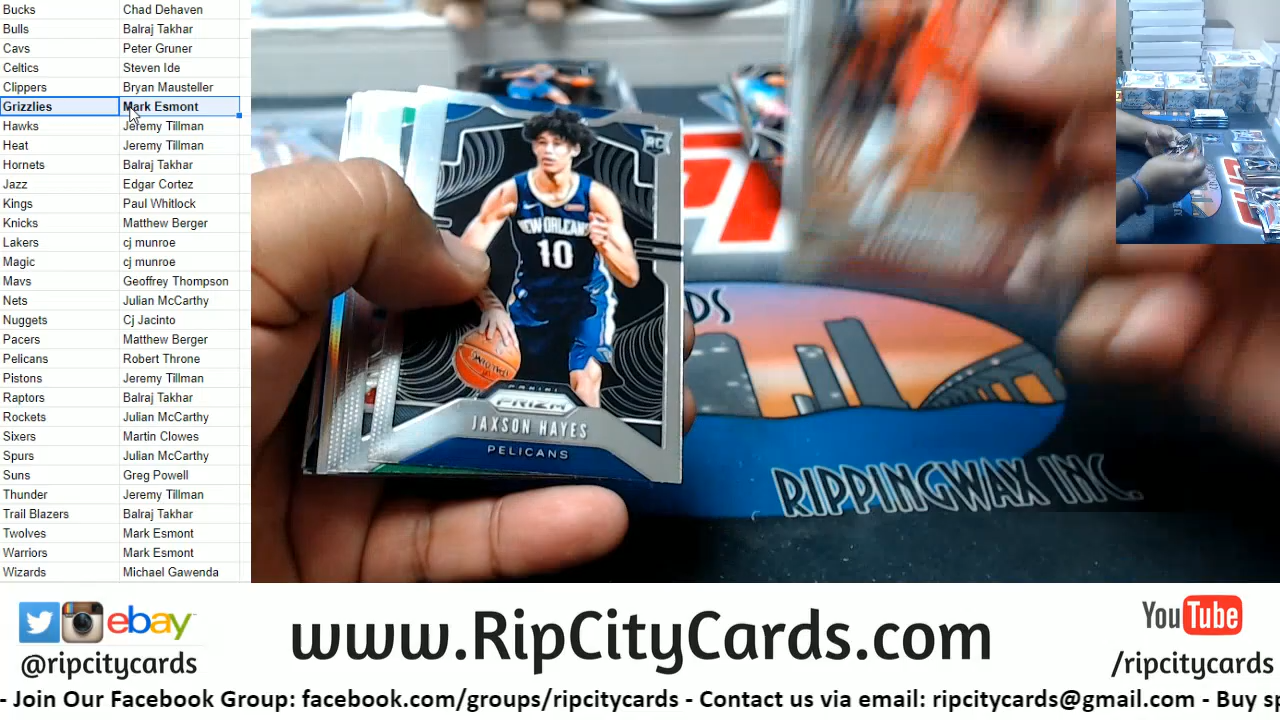 Bucks Chad Dehaven
Bulls Balraj Takhar
Cavs Peter Gruner
Celtics Steven Ide
Clippers Bryan Mausteller
Grizzlies Mark Esmont
Hawks Jeremy Tillman
Heat Jeremy Tillman
Hornets Balraj Takhar
Jazz Edgar Cortez
Kings Paul Whitlock
Knicks Matthew Berger
Lakers cj munroe
Magic cj munroe
Mavs Geoffrey Thompson
Nets Julian McCarthy
Nuggets Cj Jacinto
Pacers Matthew Berger
Pelicans Robert Throne
Pistons Jeremy Tillman
Raptors Balraj Takhar
Rockets Julian McCarthy
Sixers Martin Clowes
Spurs Julian McCarthy
Suns Greg Powell
Thunder Jeremy Tillman
Trail Blazers Balraj Takhar
Twolves Mark Esmont
Warriors Mark Esmont
Wizards Michael Gawenda
RC
NEW ORLEANS
10
PANINI
PRIZM
JAXSON HAYES
PELICANS
DS
RIPPINGWAX INC.
ebay
@ripcitycards
www.RipCityCards.com
YouTube
/ripcitycards
- Join Our Facebook Group: facebook.com/groups/ripcitycards - Contact us via email: ripcitycards@gmail.com - Buy sp